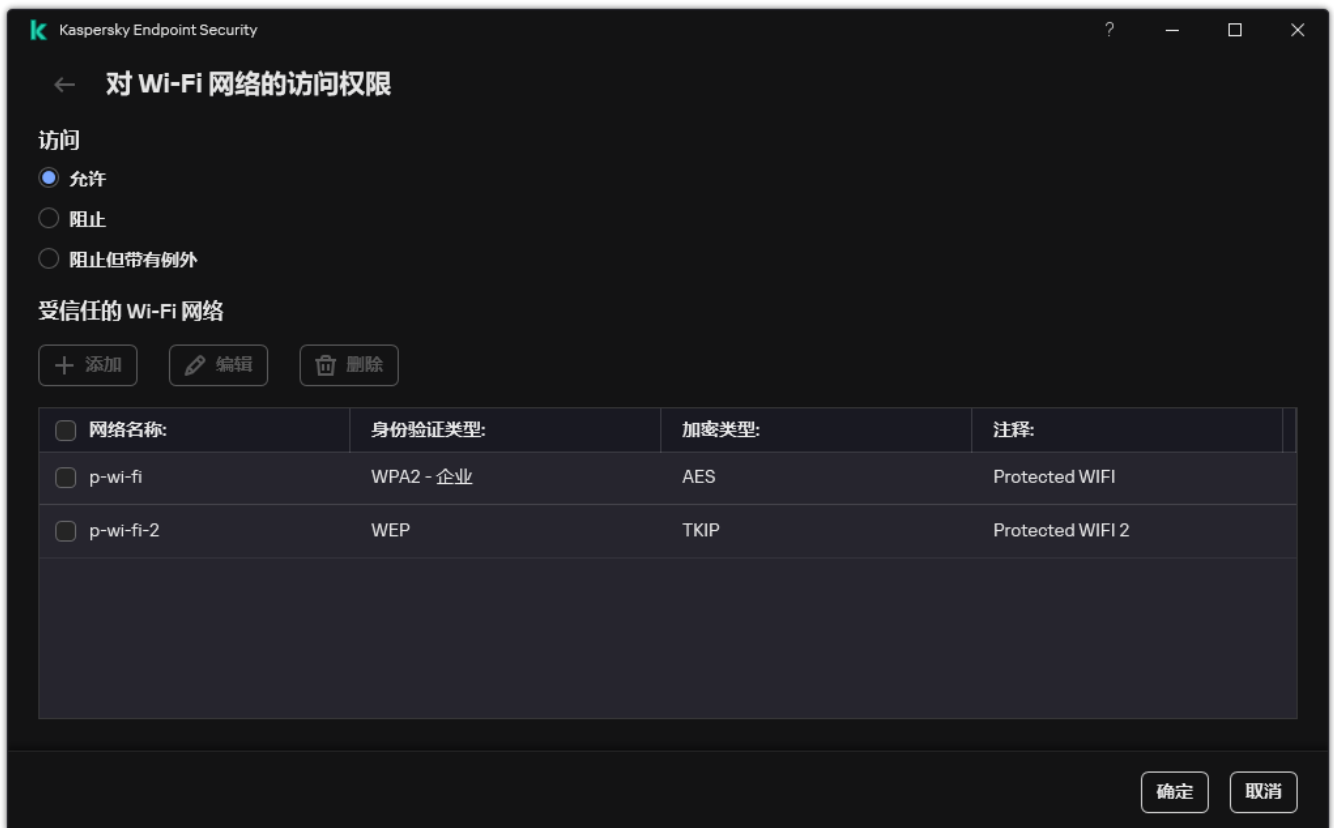 Kaspersky Endpoint Security ?
对 Wi-Fi 网络的访问权限
访问
允许
阻止
阻止但带有例外
受信任的 Wi-Fi 网络
添加 编辑 删除
网络名称: 身份验证类型: 加密类型: 注释:
p-wi-fi WPA2 - 企业 AES Protected WIFI
p-wi-fi-2 WEP TKIP Protected WIFI 2
确定 取消